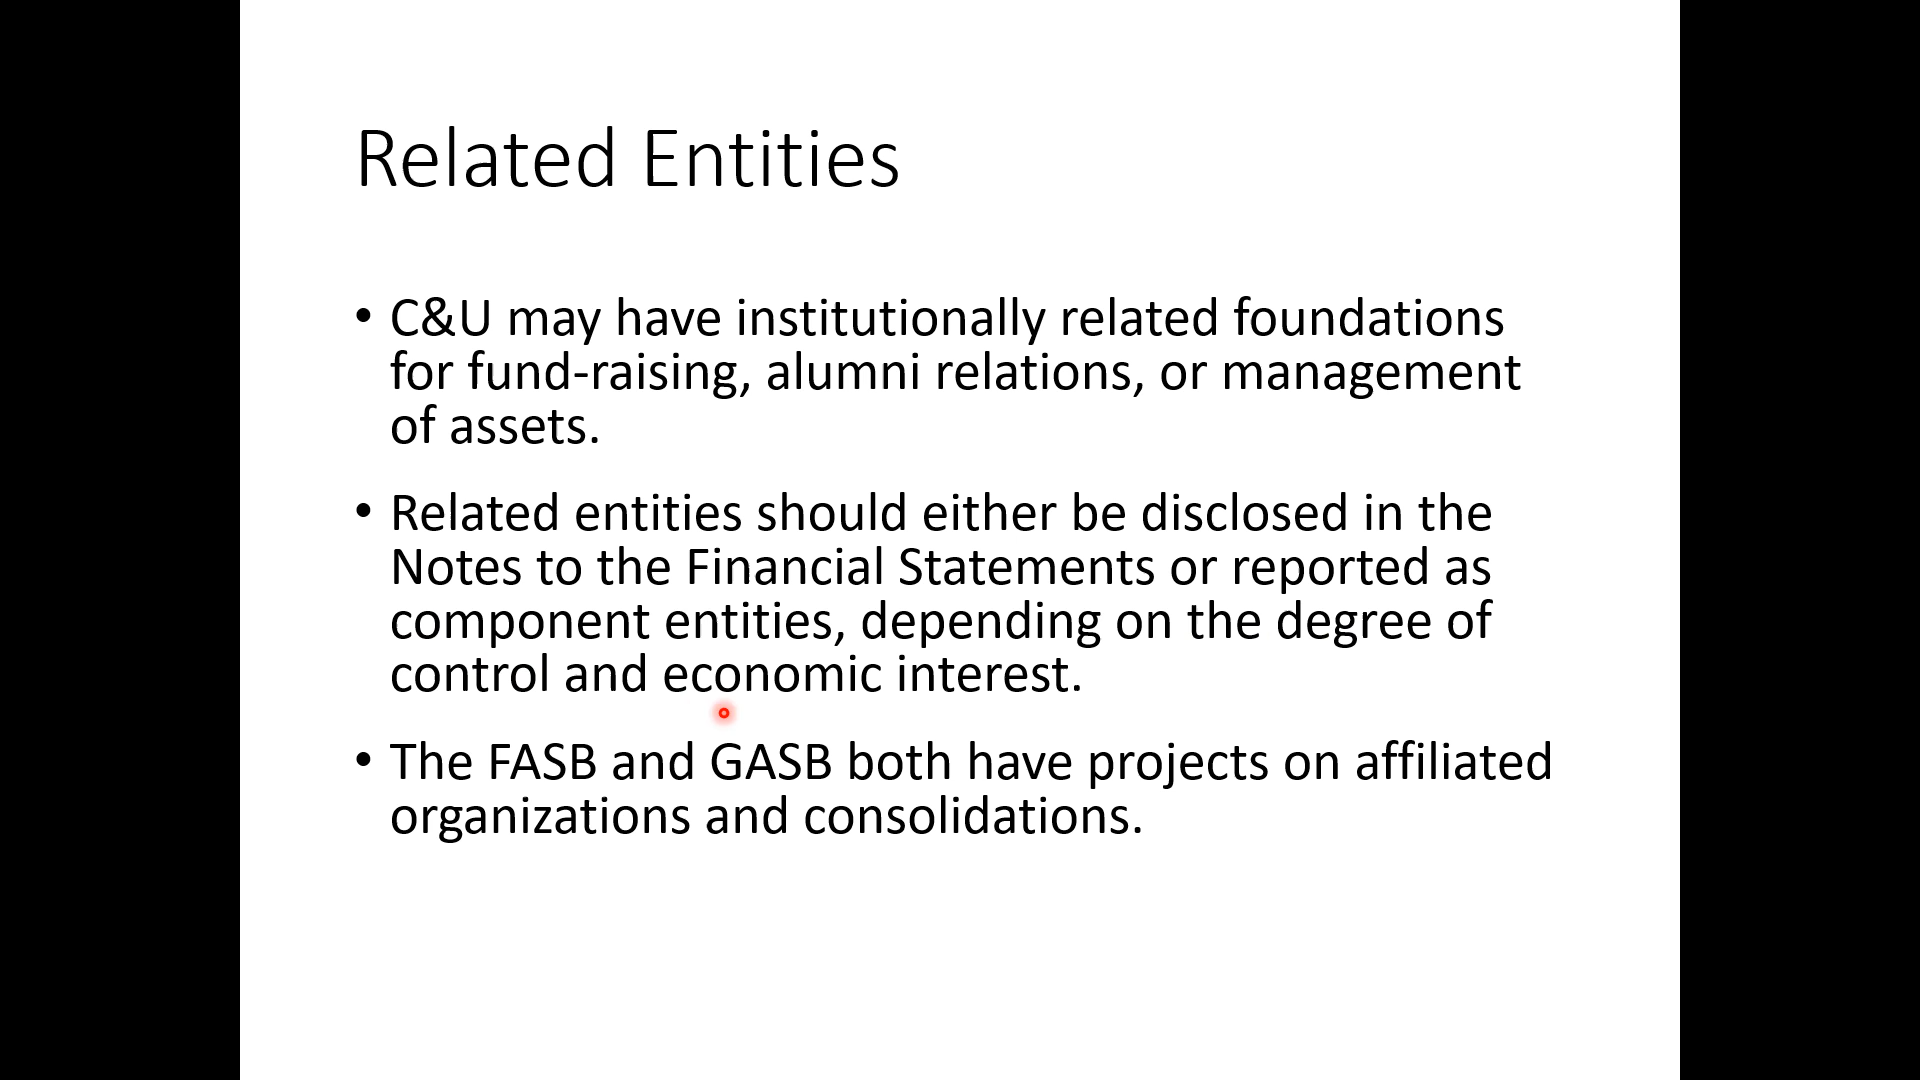 Related Entities
• C&U may have institutionally related foundations
for fund-raising, alumni relations, or management
of assets.
• Related entities should either be disclosed in the
Notes to the Financial Statements or reported as
component entities, depending on the degree of
control and economic interest.
• The FASB and GASB both have projects on affiliated
organizations and consolidations.